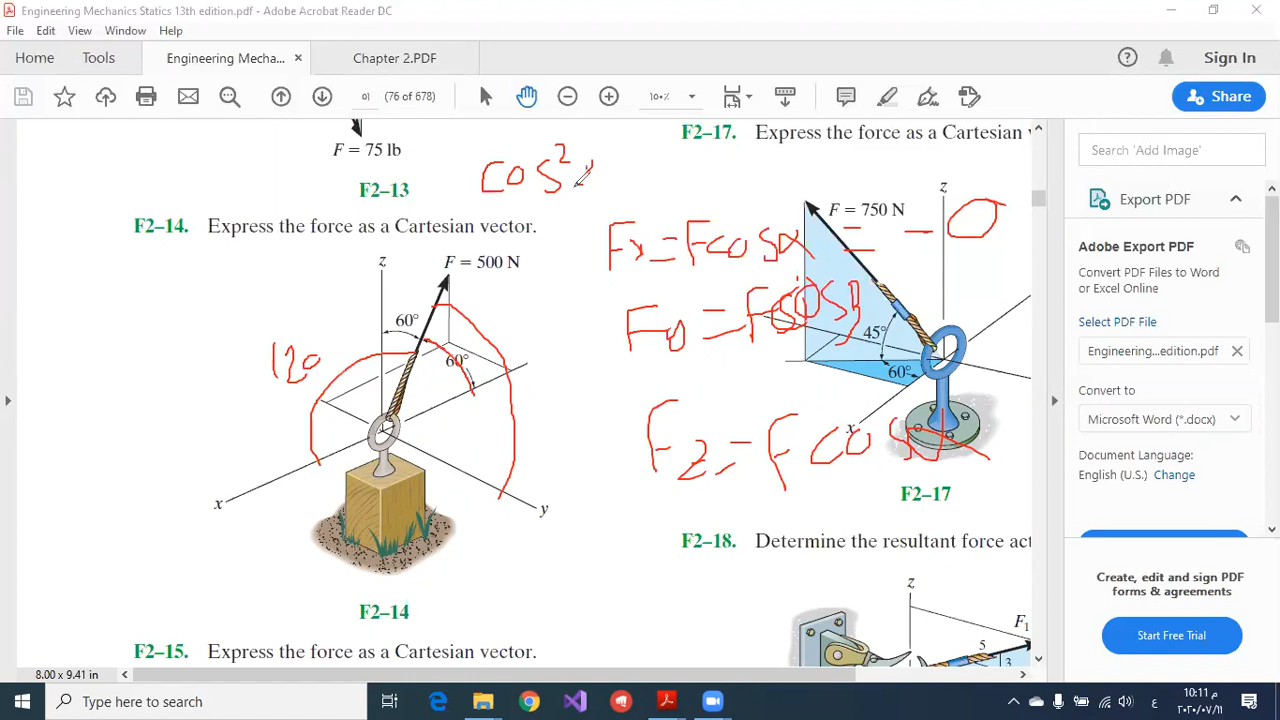 Engineering Mechanics Statics 13th edition.pdf - Adobe Acrobat Reader DC
File Edit View Window Help
Home Tools Engineering Mecha... × Chapter 2.PDF Sign In
(76 of 678) Share
F = 75 lb
F2–13
F2–14. Express the force as a Cartesian vector.
z
F = 500 N
60°
60°
120
x
y
F2–14
F2–15. Express the force as a Cartesian vector.
cos²
F2–17. Express the force as a Cartesian
z
F = 750 N
Fx = Fcosα = -
45°
60°
x
Fz = Fcos
F2–17
F2–18. Determine the resultant force act
z
F₁
5
3
Search 'Add Image'
Export PDF
Adobe Export PDF
Convert PDF Files to Word
or Excel Online
Select PDF File
Engineering...edition.pdf ×
Convert to
Microsoft Word (*.docx)
Document Language:
English (U.S.) Change
Create, edit and sign PDF
forms & agreements
Start Free Trial
8.00 x 9.41 in
Type here to search
ع
١٠:١١ م